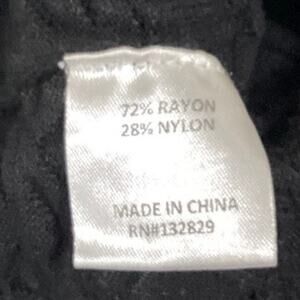 72% RAYON
28% NYLON
MADE IN CHINA
RN#132829